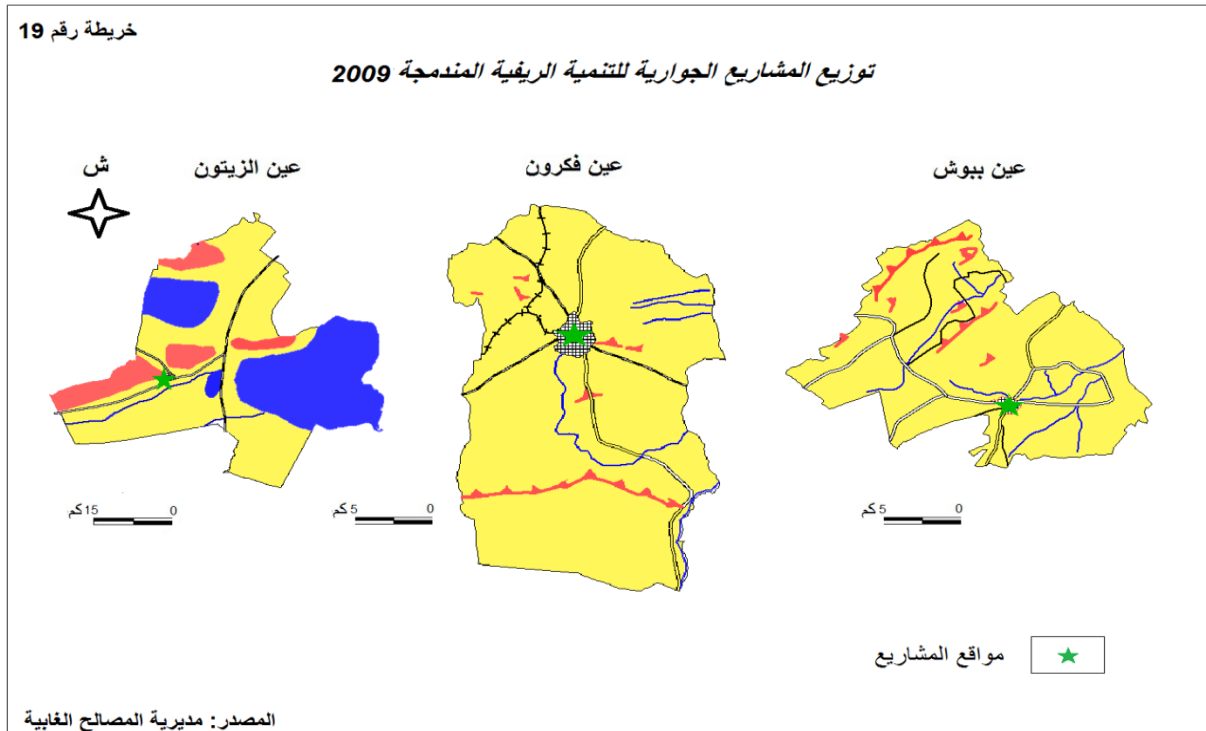 خريطة رقم 19
توزيع المشاريع الجوارية للتنمية الريفية المندمجة 2009
عين ببوش
عين فكرون
عين الزيتون
ش
0 5 كم
0 5 كم
0 15 كم
مواقع المشاريع
المصدر: مديرية المصالح الغابية